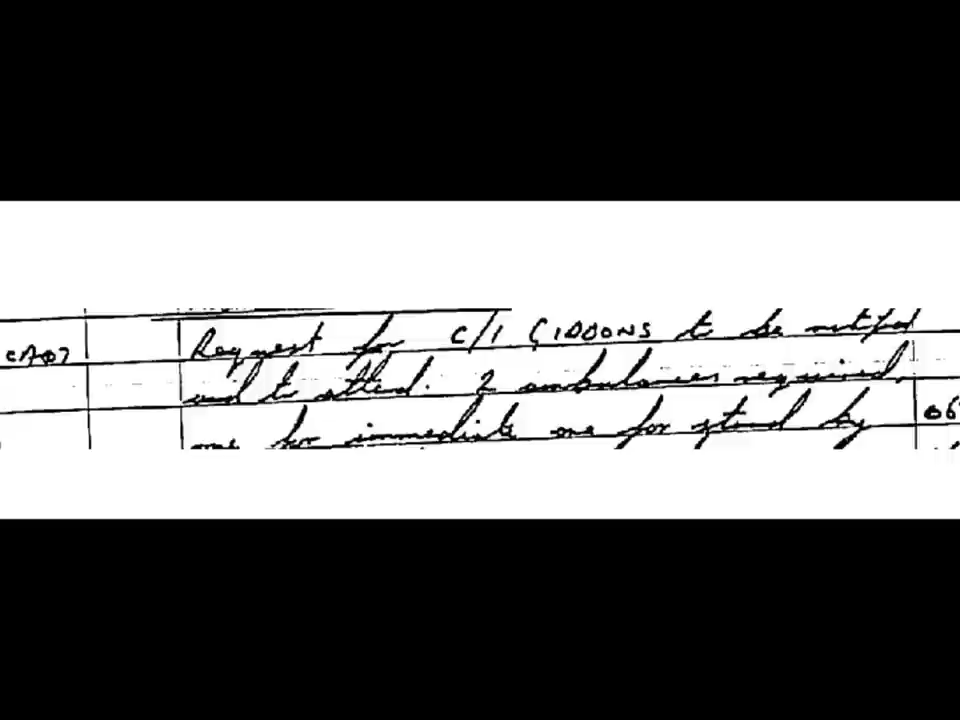 CA07 Request for C/I GIDDONS to be notified
and to attend. 2 ambulances required,
one for immediate one for stand by 06